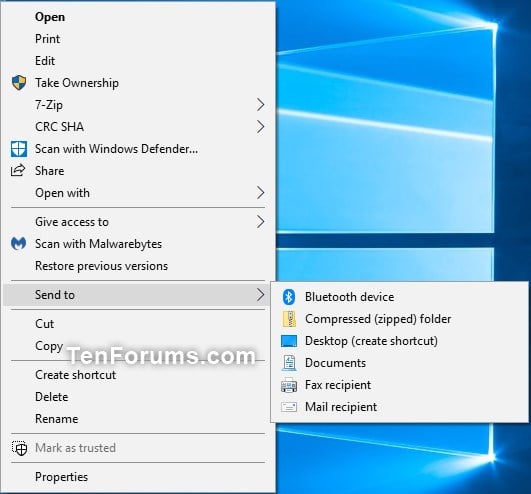 Open
Print
Edit
Take Ownership
7-Zip
CRC SHA
Scan with Windows Defender...
Share
Open with
Give access to
Scan with Malwarebytes
Restore previous versions
Send to
Bluetooth device
Compressed (zipped) folder
Desktop (create shortcut)
Documents
Fax recipient
Mail recipient
Cut
Copy
TenForums.com
Create shortcut
Delete
Rename
Mark as trusted
Properties